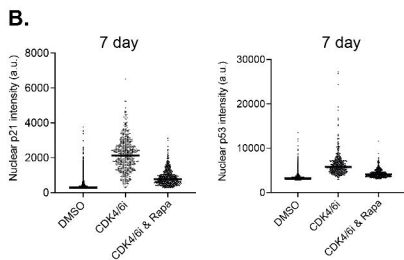 B.
7 day
Nuclear p21 intensity (a.u.)
8000
6000
4000
2000
0
DMSO
CDK4/6i
CDK4/6i & Rapa
7 day
Nuclear p53 intensity (a.u.)
30000
20000
10000
0
DMSO
CDK4/6i
CDK4/6i & Rapa